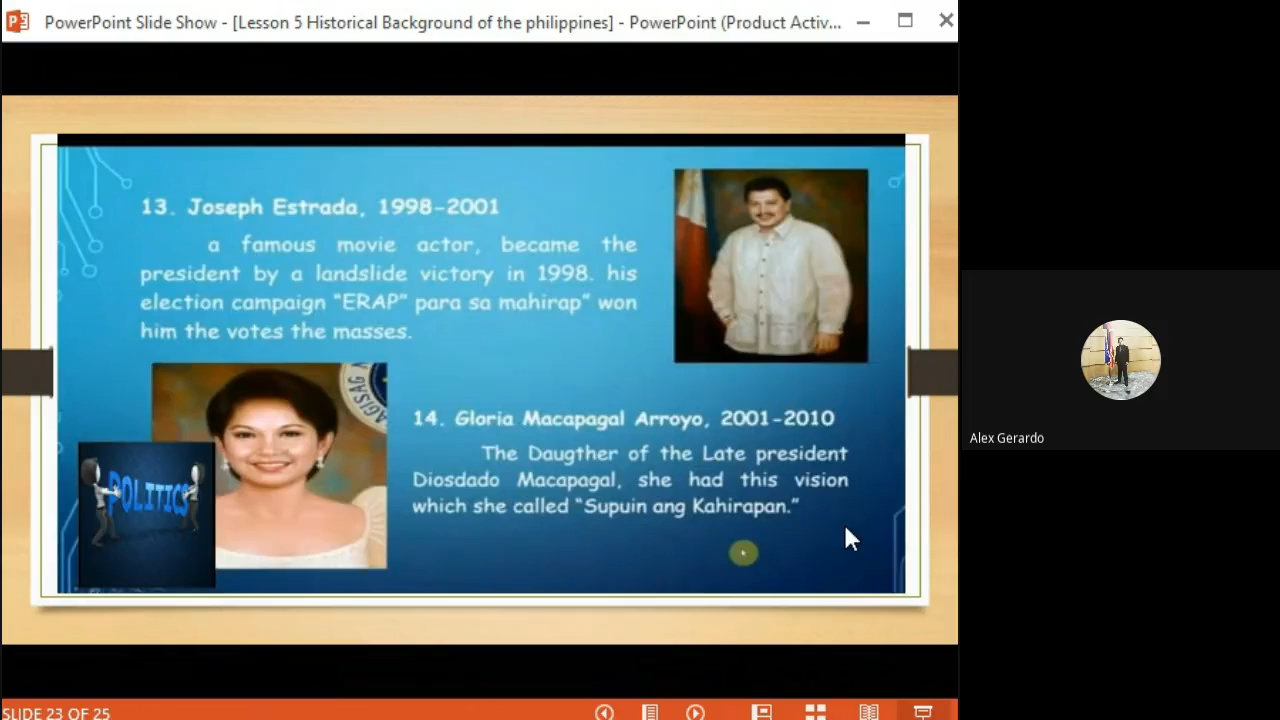 PowerPoint Slide Show - [Lesson 5 Historical Background of the philippines] - PowerPoint (Product Activ...
13. Joseph Estrada, 1998-2001
a famous movie actor, became the
president by a landslide victory in 1998. his
election campaign "ERAP" para sa mahirap" won
him the votes the masses.
AGISAG
POLITICS
14. Gloria Macapagal Arroyo, 2001-2010
The Daugther of the Late president
Diosdado Macapagal, she had this vision
which she called "Supuin ang Kahirapan."
Alex Gerardo
SLIDE 23 OF 25